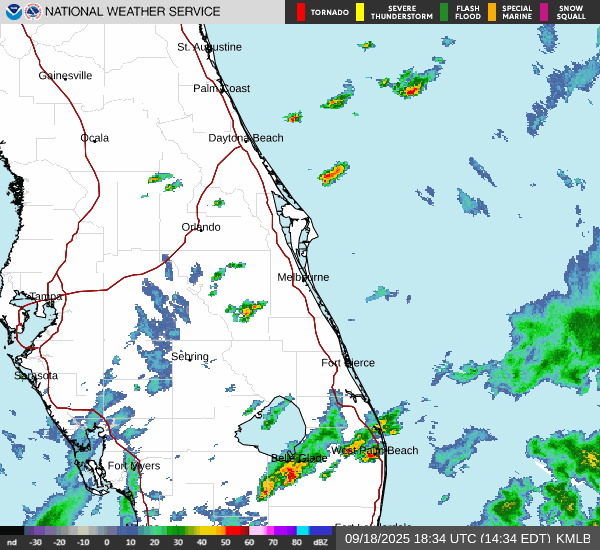 NATIONAL WEATHER SERVICE
TORNADO
SEVERE THUNDERSTORM
FLASH FLOOD
SPECIAL MARINE
SNOW SQUALL
St. Augustine
Gainesville
Palm Coast
Ocala
Daytona Beach
Orlando
Melbourne
Tampa
Sebring
Fort Pierce
Sarasota
West Palm Beach
Belle Glade
Fort Myers
nd -30 -20 -10 0 10 20 30 40 50 60 70 80 dBZ
09/18/2025 18:34 UTC (14:34 EDT) KMLB